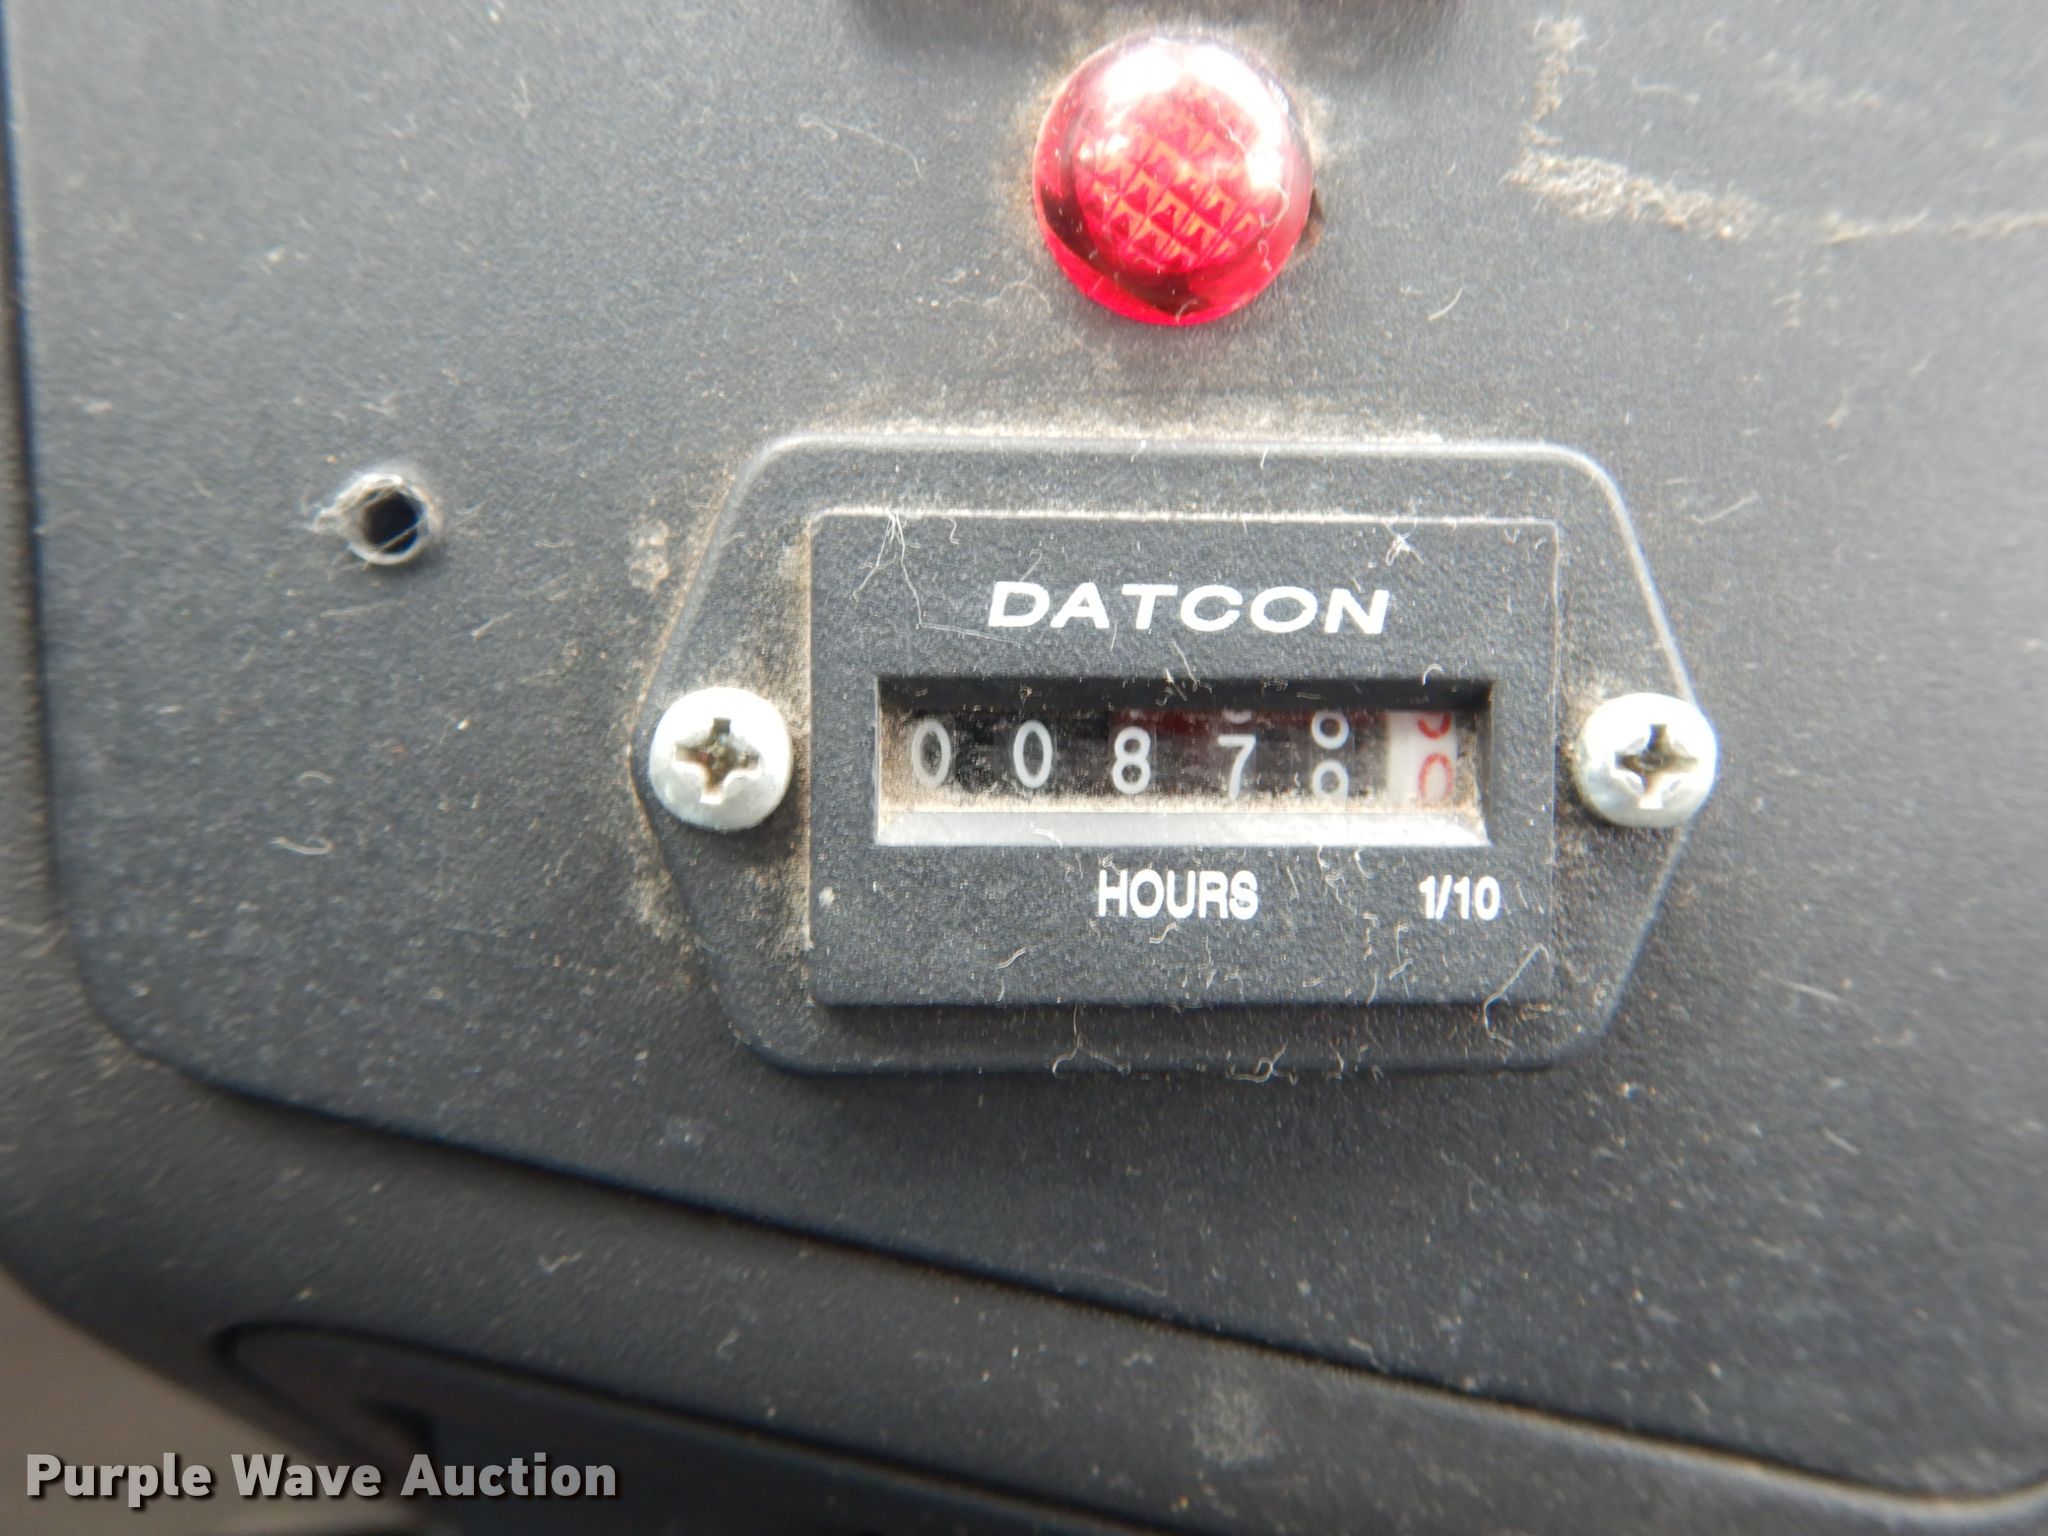 DATCON
0087
HOURS 1/10
Purple Wave Auction